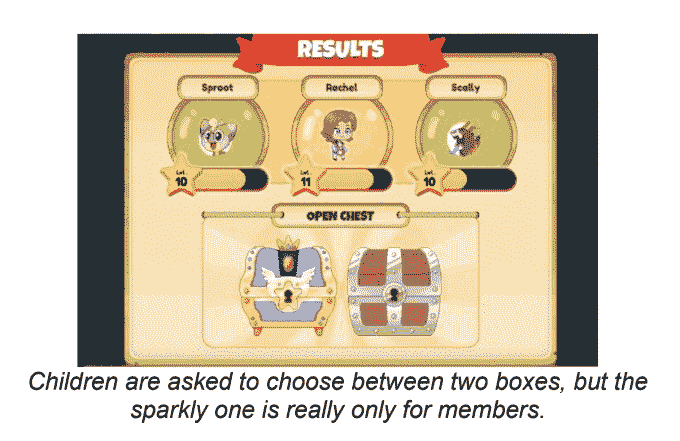 RESULTS
Sproot Rachel Scally
Lvl. 10 Lvl. 11 Lvl. 10
OPEN CHEST
Children are asked to choose between two boxes, but the
sparkly one is really only for members.